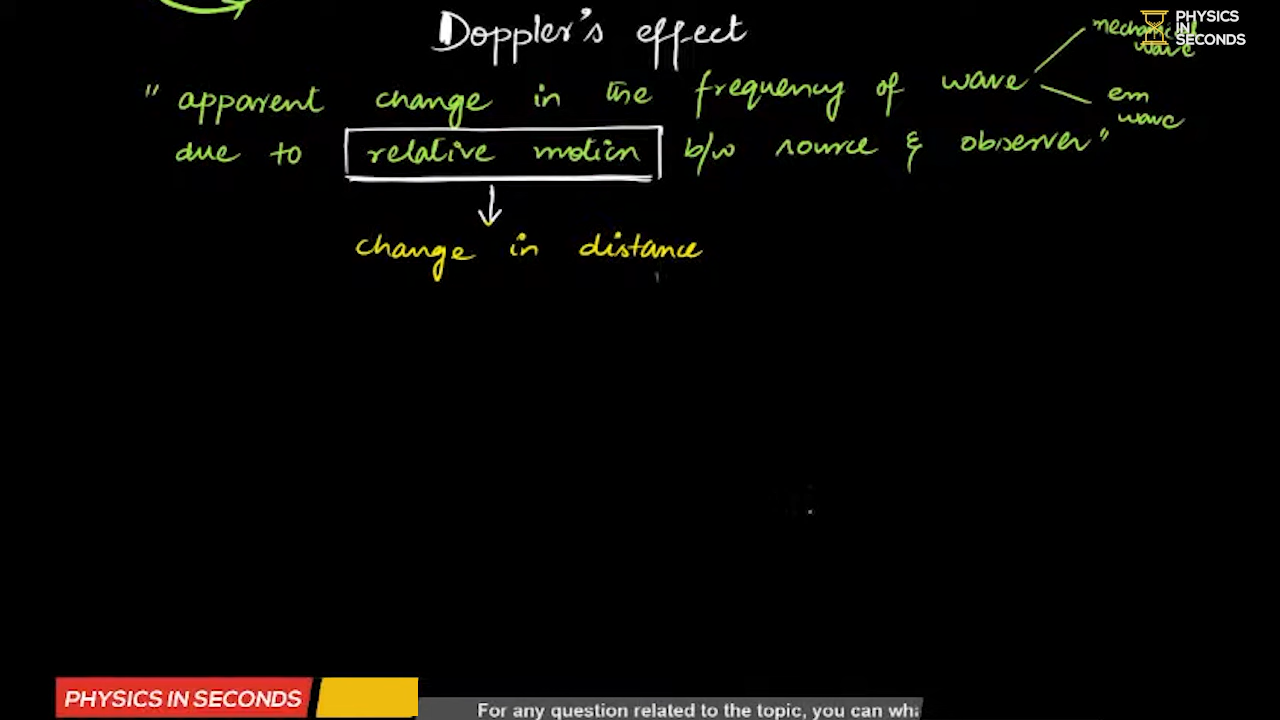 PHYSICS
IN
SECONDS
Doppler's effect
mechanical
wave
"apparent change in the frequency of wave
em
wave
due to relative motion b/w source & observer"
change in distance
PHYSICS IN SECONDS
For any question related to the topic, you can wha